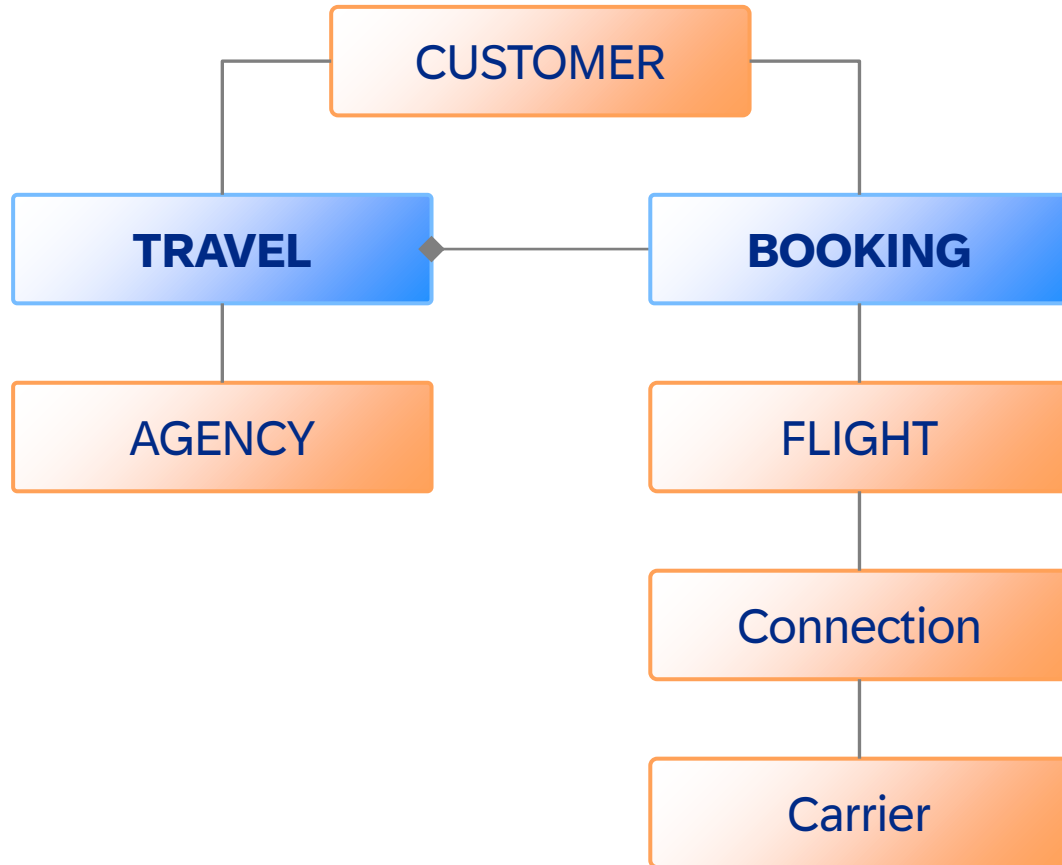 CUSTOMER
TRAVEL
BOOKING
AGENCY
FLIGHT
Connection
Carrier